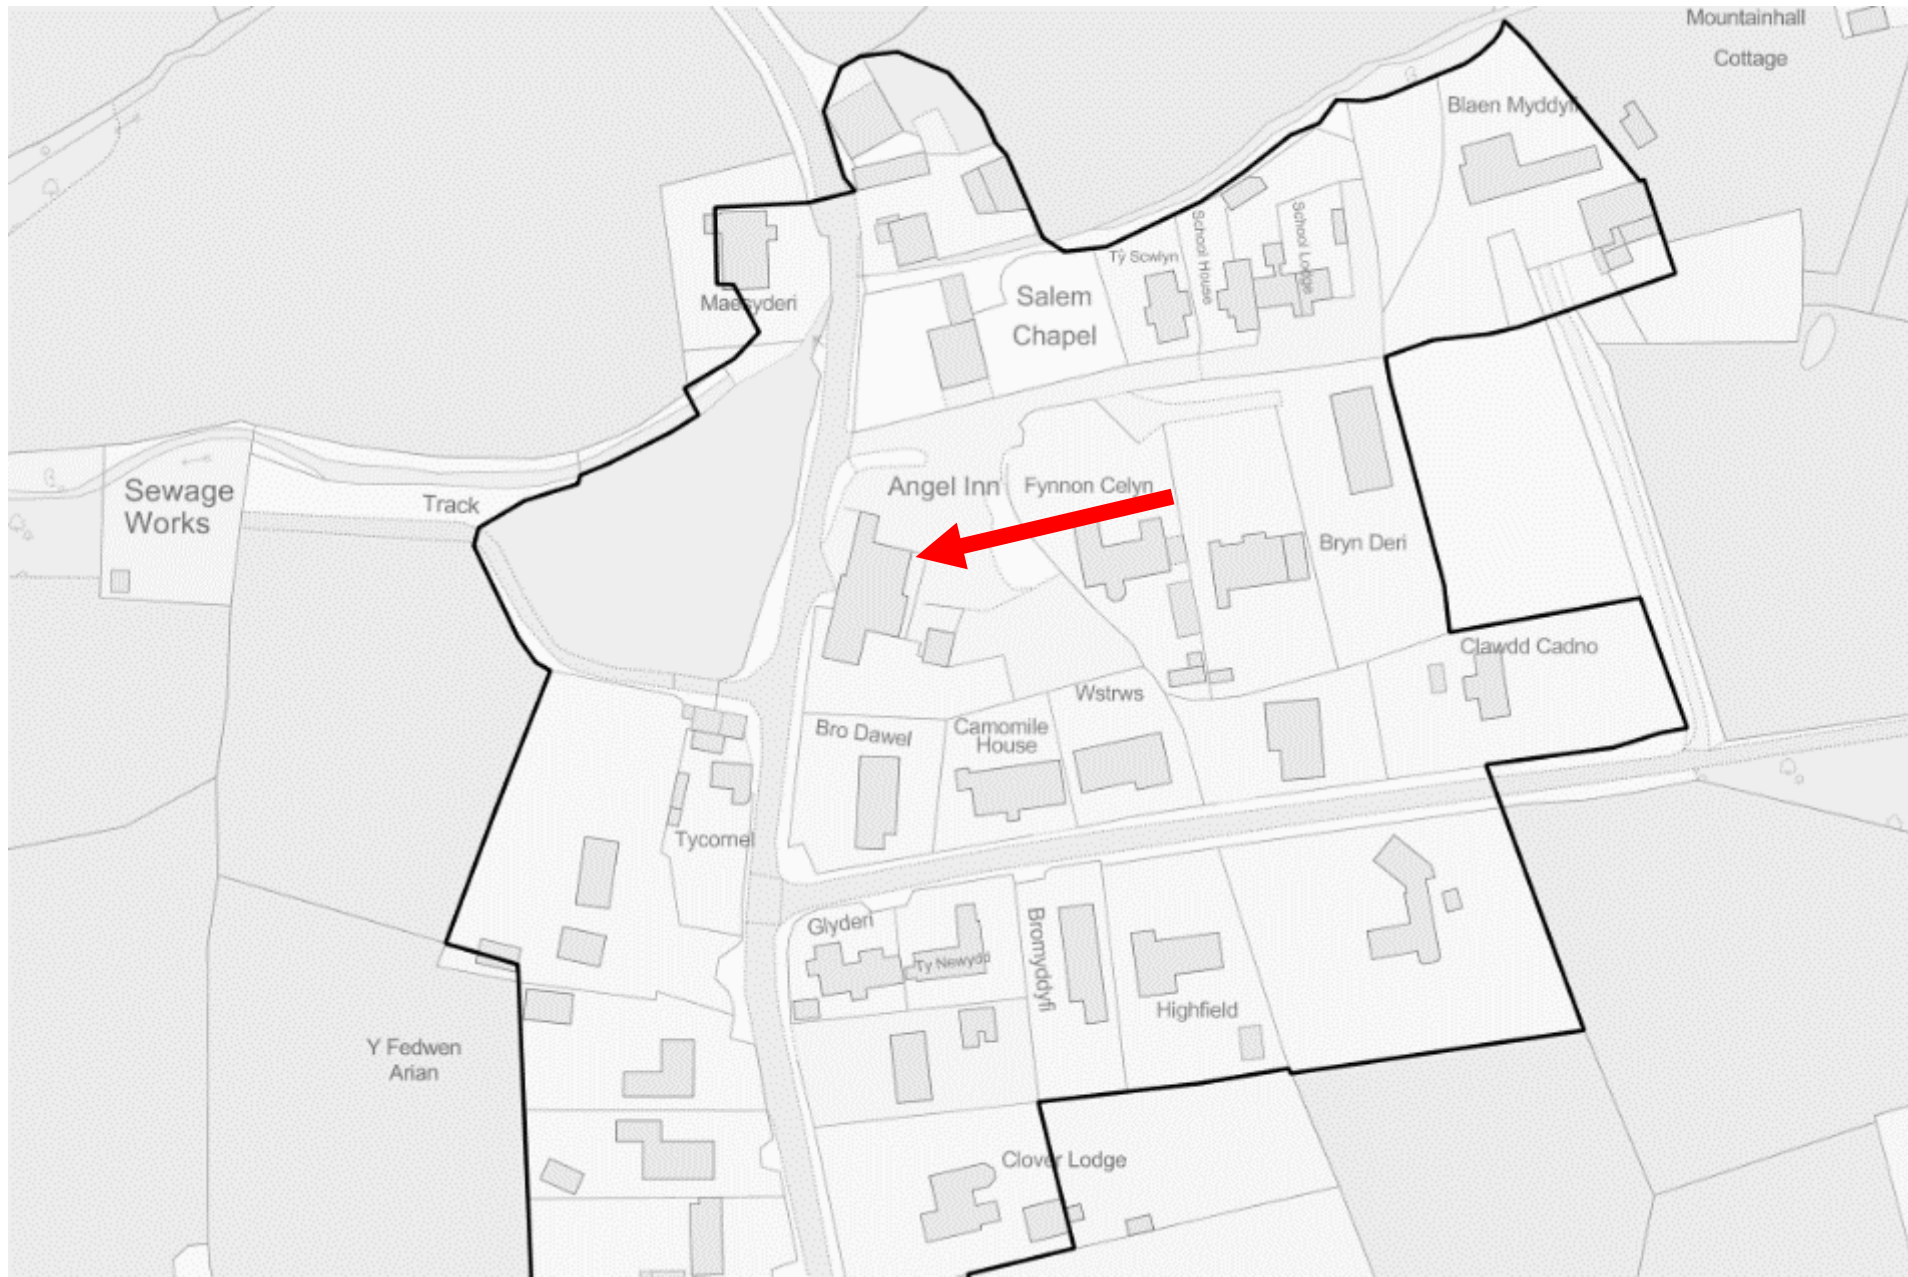 Mountainhall
Cottage
Blaen Myddyfi
School House
School Lodge
Tŷ Scwlyn
Salem
Chapel
Maesyderi
Sewage
Works
Track
Angel Inn
Fynnon Celyn
Bryn Deri
Clawdd Cadno
Wstrws
Bro Dawel
Camomile
House
Tycornel
Glyderi
Ty Newydd
Bromyddyfi
Highfield
Y Fedwen
Arian
Clover Lodge